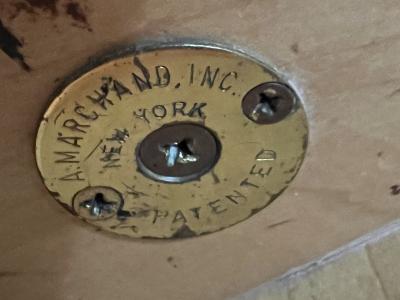 A. MARCHAND, INC.
NEW YORK
PATENTED